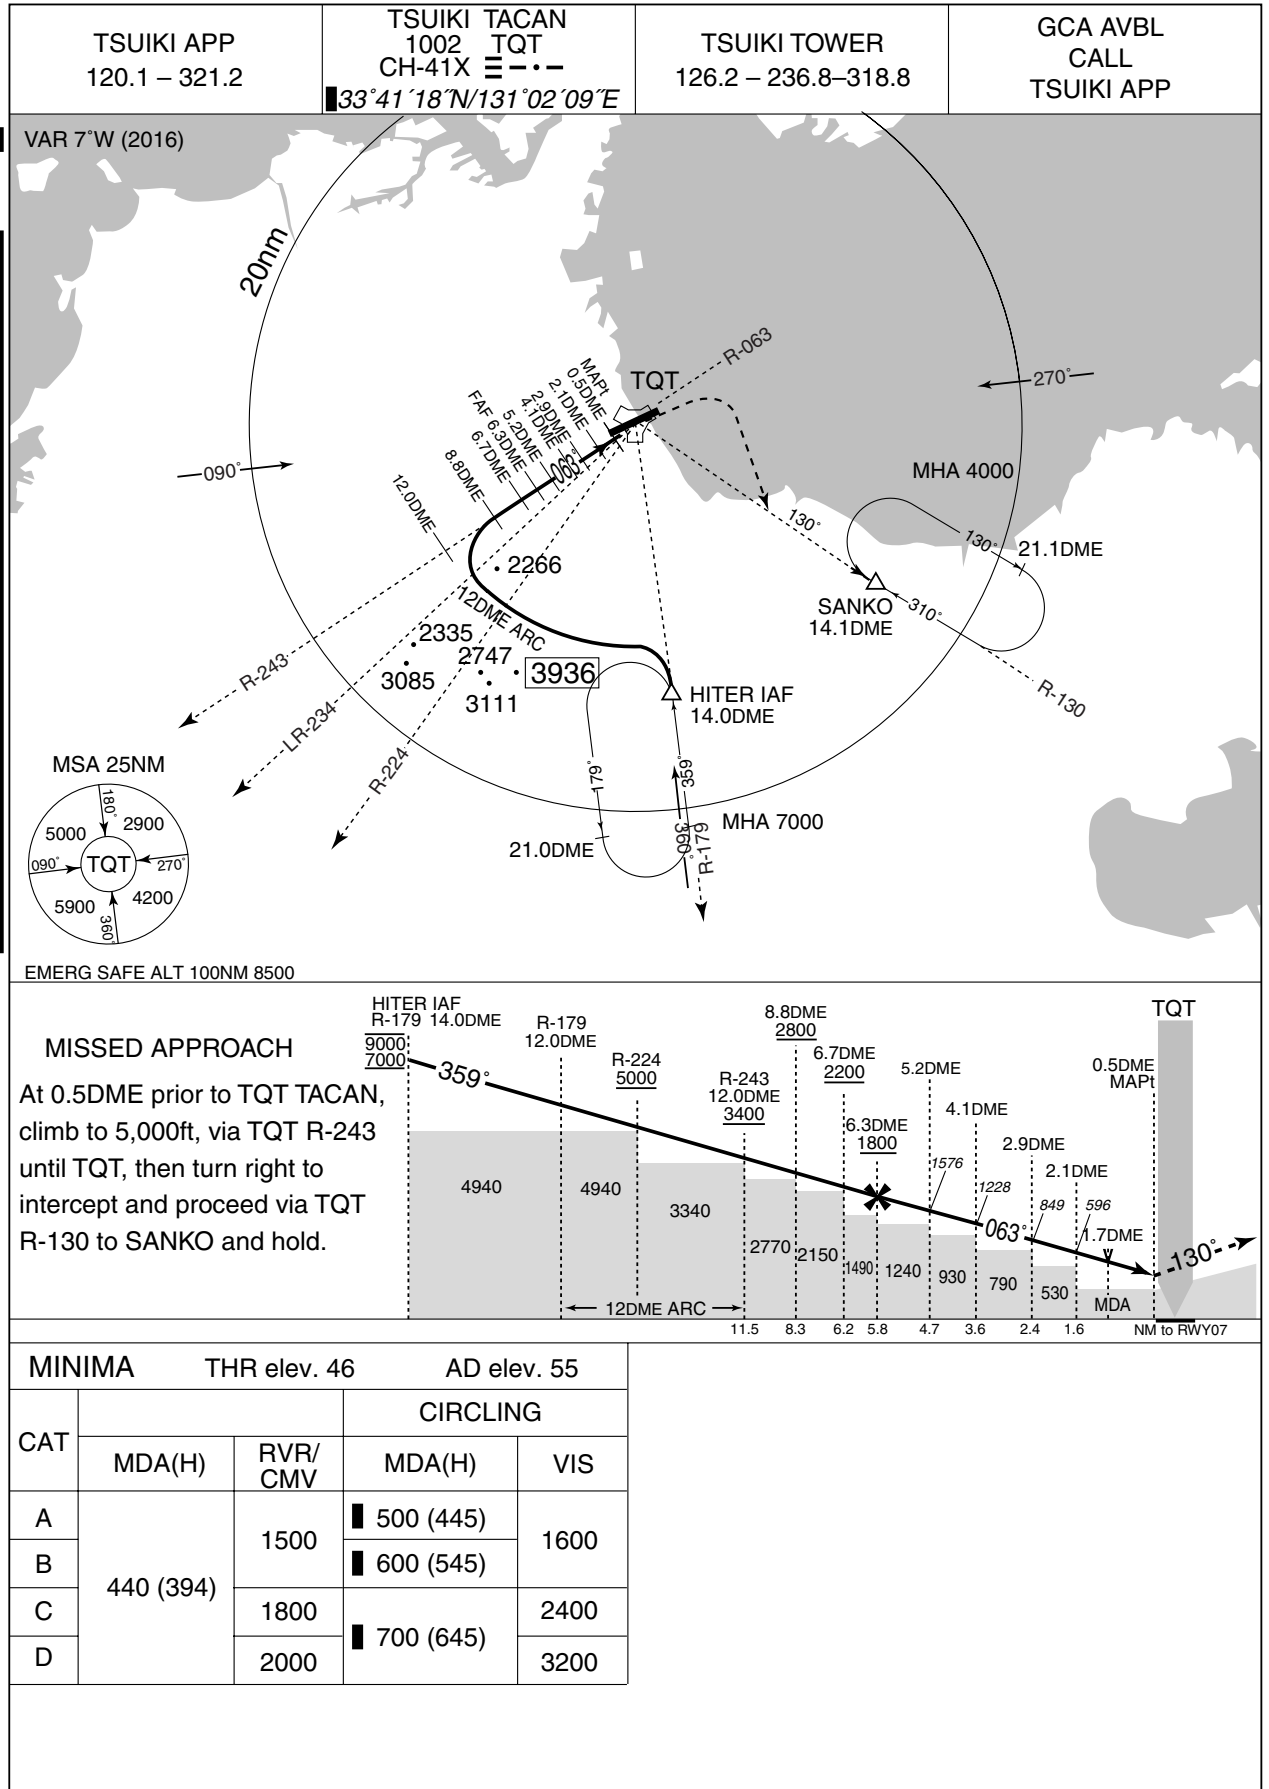 TSUIKI APP
120.1 – 321.2
TSUIKI TACAN
1002 TQT
CH-41X
33°41´18˝N/131°02´09˝E
TSUIKI TOWER
126.2 – 236.8–318.8
GCA AVBL
CALL
TSUIKI APP
VAR 7°W (2016)
20nm
R-063
TQT
MAPt
0.5DME
2.1DME
2.9DME
4.1DME
5.2DME
FAF 6.3DME
6.7DME
8.8DME
12.0DME
063°
270°
090°
MHA 4000
130°
130°
21.1DME
SANKO
14.1DME
310°
R-130
2266
12DME ARC
2335
3085
2747
3111
3936
HITER IAF
14.0DME
R-243
LR-234
R-224
179°
359°
360°
R-179
MHA 7000
21.0DME
MSA 25NM
180°
5000
2900
090°
TQT
270°
5900
4200
360°
EMERG SAFE ALT 100NM 8500
MISSED APPROACH
At 0.5DME prior to TQT TACAN,
climb to 5,000ft, via TQT R-243
until TQT, then turn right to
intercept and proceed via TQT
R-130 to SANKO and hold.
HITER IAF
R-179 14.0DME
9000
7000
359°
R-179
12.0DME
R-224
5000
R-243
12.0DME
3400
8.8DME
2800
6.7DME
2200
6.3DME
1800
5.2DME
1576
4.1DME
1228
2.9DME
849
2.1DME
596
1.7DME
V
0.5DME
MAPt
TQT
063°
130°
4940
4940
3340
2770
2150
1490
1240
930
790
530
MDA
12DME ARC
11.5
8.3
6.2
5.8
4.7
3.6
2.4
1.6
NM to RWY07
MINIMA THR elev. 46 AD elev. 55
CAT
CIRCLING
MDA(H)
RVR/
CMV
MDA(H)
VIS
A
B
C
D
440 (394)
1500
1800
2000
500 (445)
600 (545)
700 (645)
1600
2400
3200